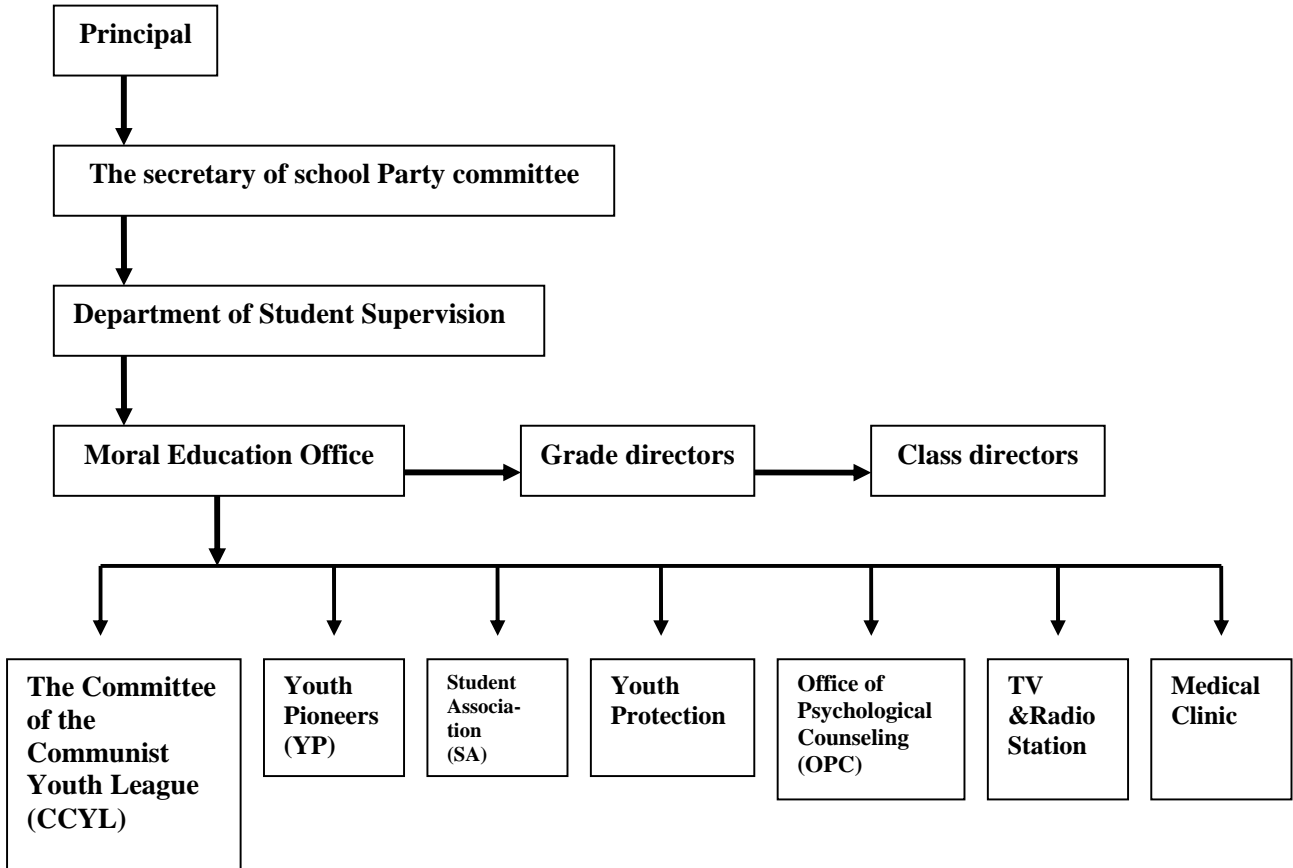 Principal
The secretary of school Party committee
Department of Student Supervision
Moral Education Office
Grade directors
Class directors
The Committee
of the
Communist
Youth League
(CCYL)
Youth
Pioneers
(YP)
Student
Associa-
tion
(SA)
Youth
Protection
Office of
Psychological
Counseling
(OPC)
TV
&Radio
Station
Medical
Clinic